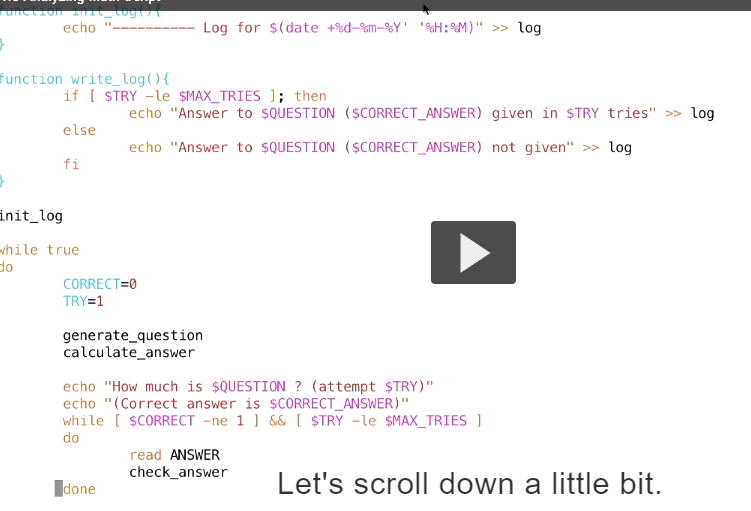 function init_log(){
echo "---------- Log for $(date +%d-%m-%Y' '%H:%M)" >> log
}
function write_log(){
if [ $TRY -le $MAX_TRIES ]; then
echo "Answer to $QUESTION ($CORRECT_ANSWER) given in $TRY tries" >> log
else
echo "Answer to $QUESTION ($CORRECT_ANSWER) not given" >> log
fi
}
init_log
while true
do
CORRECT=0
TRY=1
generate_question
calculate_answer
echo "How much is $QUESTION ? (attempt $TRY)"
echo "(Correct answer is $CORRECT_ANSWER)"
while [ $CORRECT -ne 1 ] && [ $TRY -le $MAX_TRIES ]
do
read ANSWER
check_answer
done
Let's scroll down a little bit.